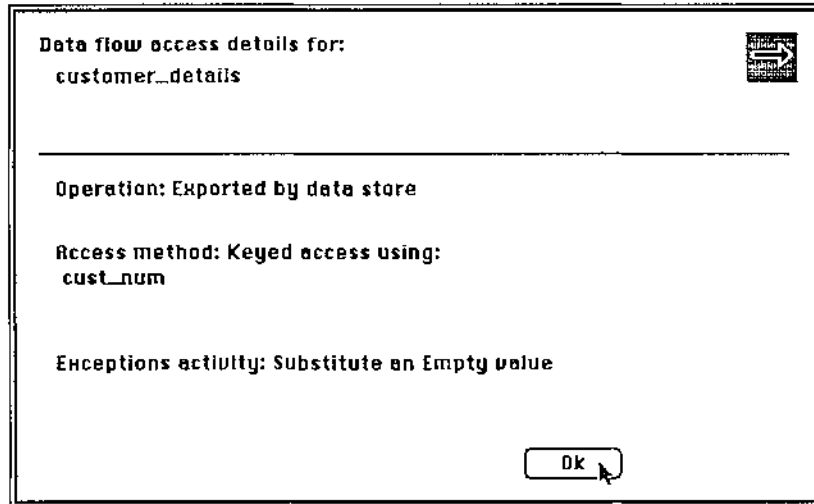 Data flow access details for:
customer_details
Operation: Exported by data store
Access method: Keyed access using:
cust_num
Exceptions activity: Substitute an Empty value
Ok